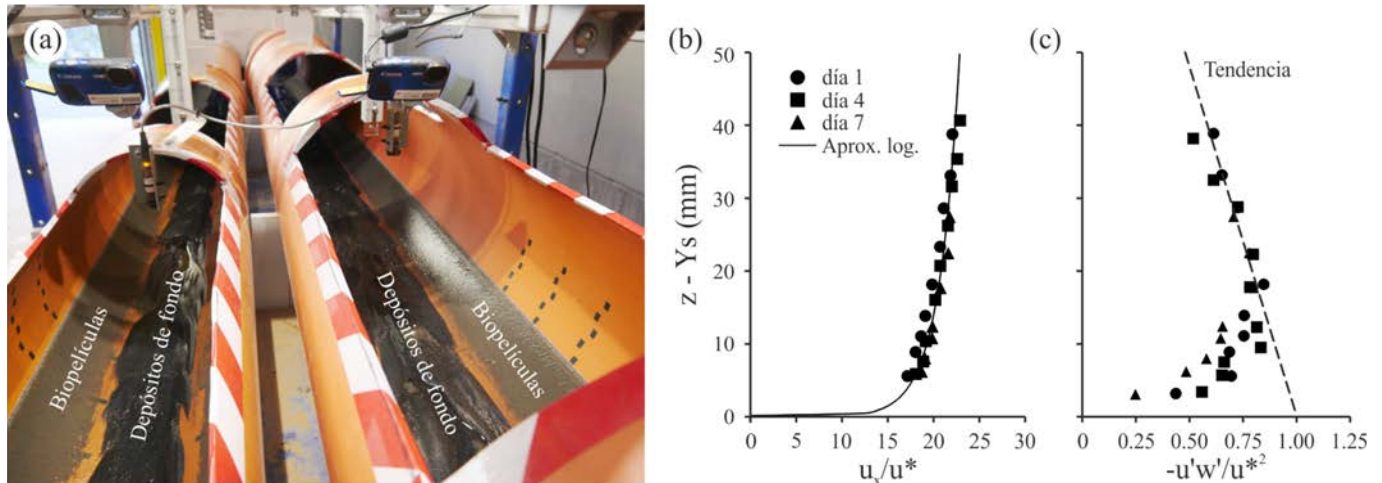 (a)
Biopelículas
Depósitos de fondo
Depósitos de fondo
Biopelículas
(b)
z - Ys (mm)
50
40
30
20
10
0
día 1
día 4
día 7
Aprox. log.
0 5 10 15 20 25 30
uₓ/u*
(c)
Tendencia
0 0.25 0.50 0.75 1.00 1.25
-u'w'/u*²